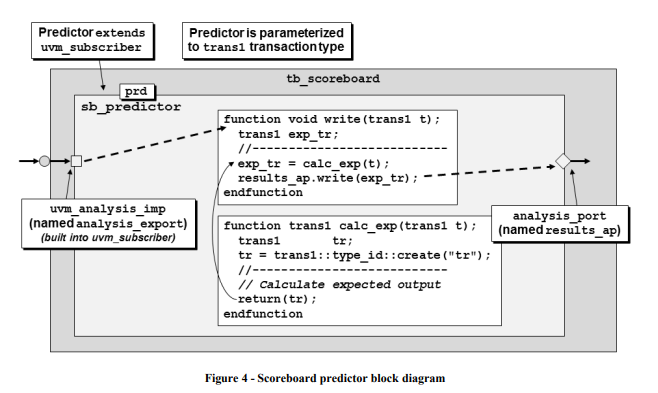 Predictor extends
uvm_subscriber
Predictor is parameterized
to trans1 transaction type
tb_scoreboard
prd
sb_predictor
function void write(trans1 t);
trans1 exp_tr;
//----------------------------
exp_tr = calc_exp(t);
results_ap.write(exp_tr);
endfunction
uvm_analysis_imp
(named analysis_export)
(built into uvm_subscriber)
analysis_port
(named results_ap)
function trans1 calc_exp(trans1 t);
trans1 tr;
tr = trans1::type_id::create("tr");
//----------------------------
// Calculate expected output
return(tr);
endfunction
Figure 4 - Scoreboard predictor block diagram